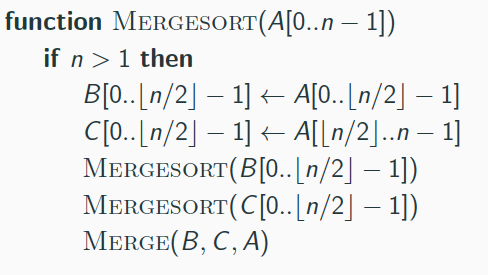 function MERGESORT(A[0..n − 1])
if n > 1 then
B[0..⌊n/2⌋ − 1] ← A[0..⌊n/2⌋ − 1]
C[0..⌊n/2⌋ − 1] ← A[⌊n/2⌋..n − 1]
MERGESORT(B[0..⌊n/2⌋ − 1])
MERGESORT(C[0..⌊n/2⌋ − 1])
MERGE(B, C, A)